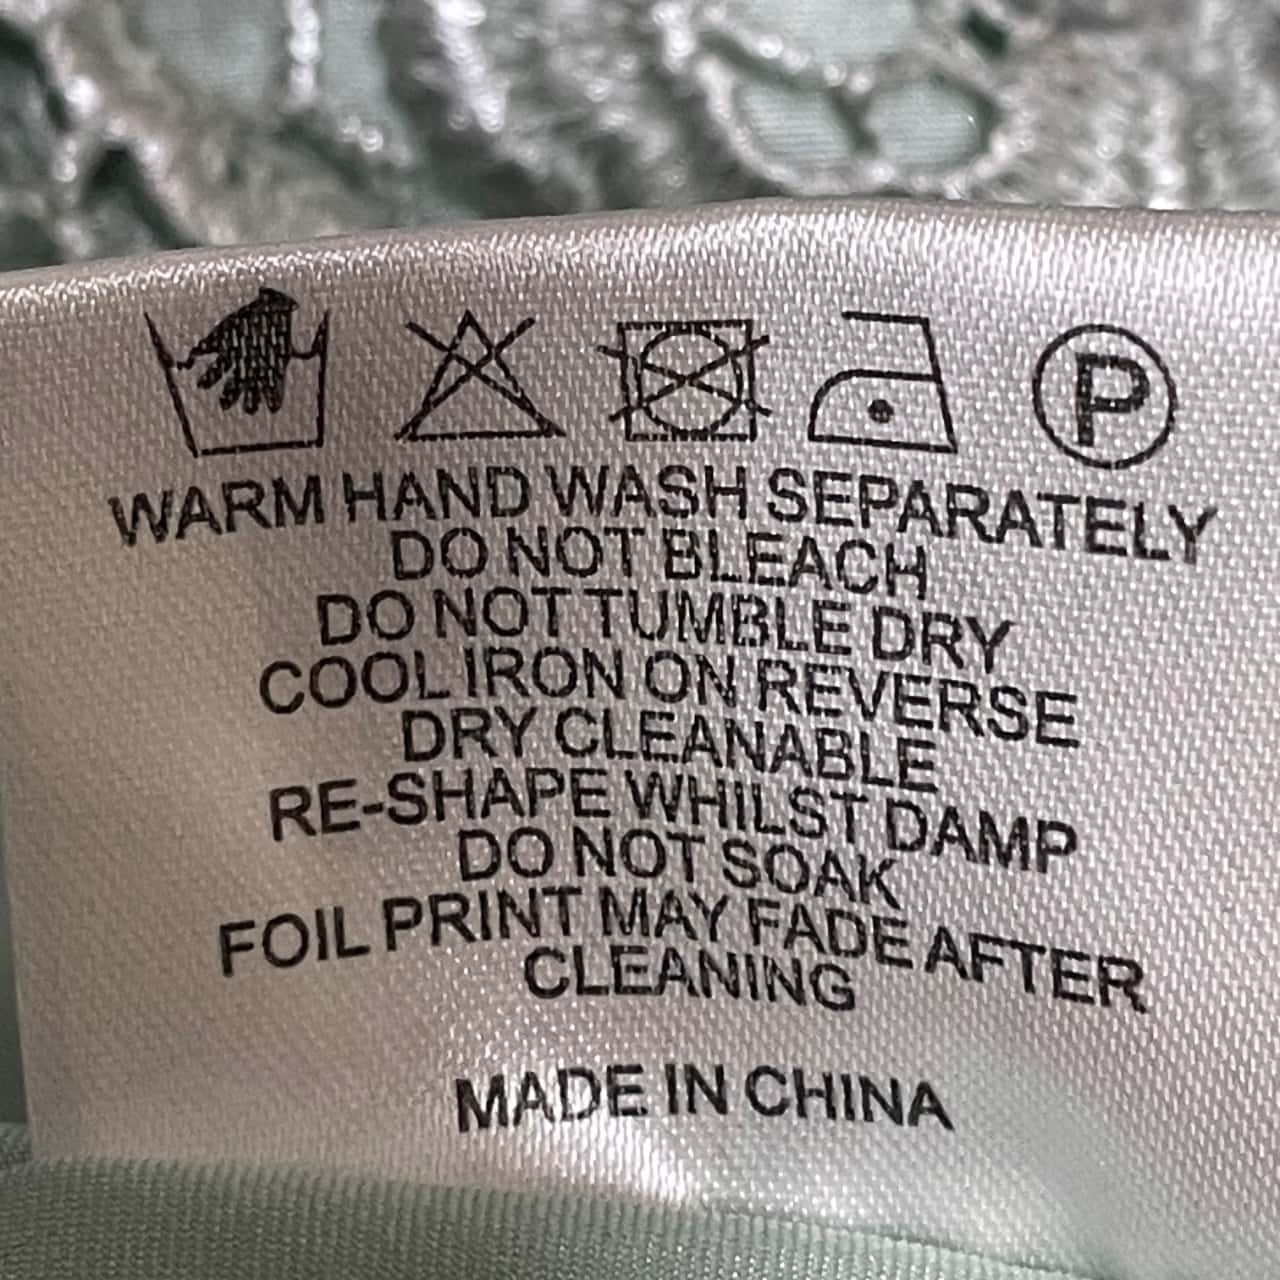 P
WARM HAND WASH SEPARATELY
DO NOT BLEACH
DO NOT TUMBLE DRY
COOL IRON ON REVERSE
DRY CLEANABLE
RE-SHAPE WHILST DAMP
DO NOT SOAK
FOIL PRINT MAY FADE AFTER
CLEANING
MADE IN CHINA